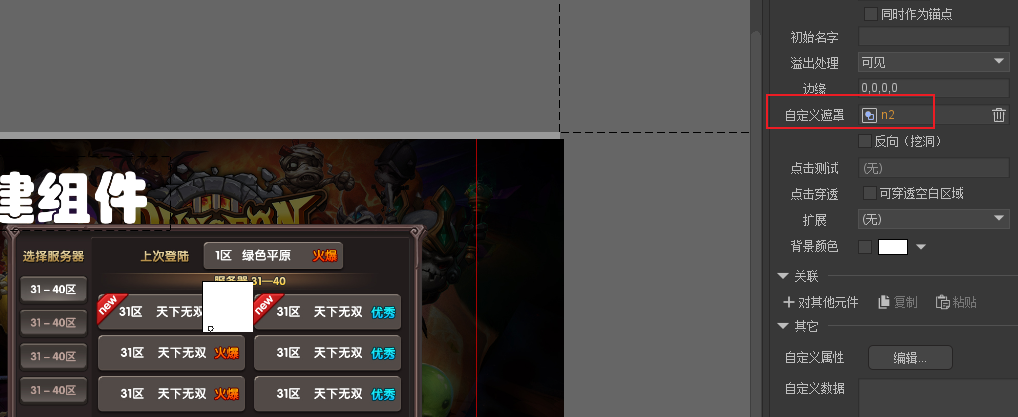 同时作为锚点
初始名字
溢出处理 可见
边缘 0,0,0,0
自定义遮罩 n2
反向（挖洞）
点击测试 (无)
点击穿透 可穿透空白区域
扩展 (无)
背景颜色
关联
对其他元件 复制 粘贴
其它
自定义属性 编辑...
自定义数据
建组件
选择服务器 上次登陆 1区 绿色平原 火爆
服务器 31—40
31－40区
31－40区
31－40区
31－40区
new 31区 天下无双
new 31区 天下无双 优秀
31区 天下无双 火爆
31区 天下无双 优秀
31区 天下无双 火爆
31区 天下无双 优秀